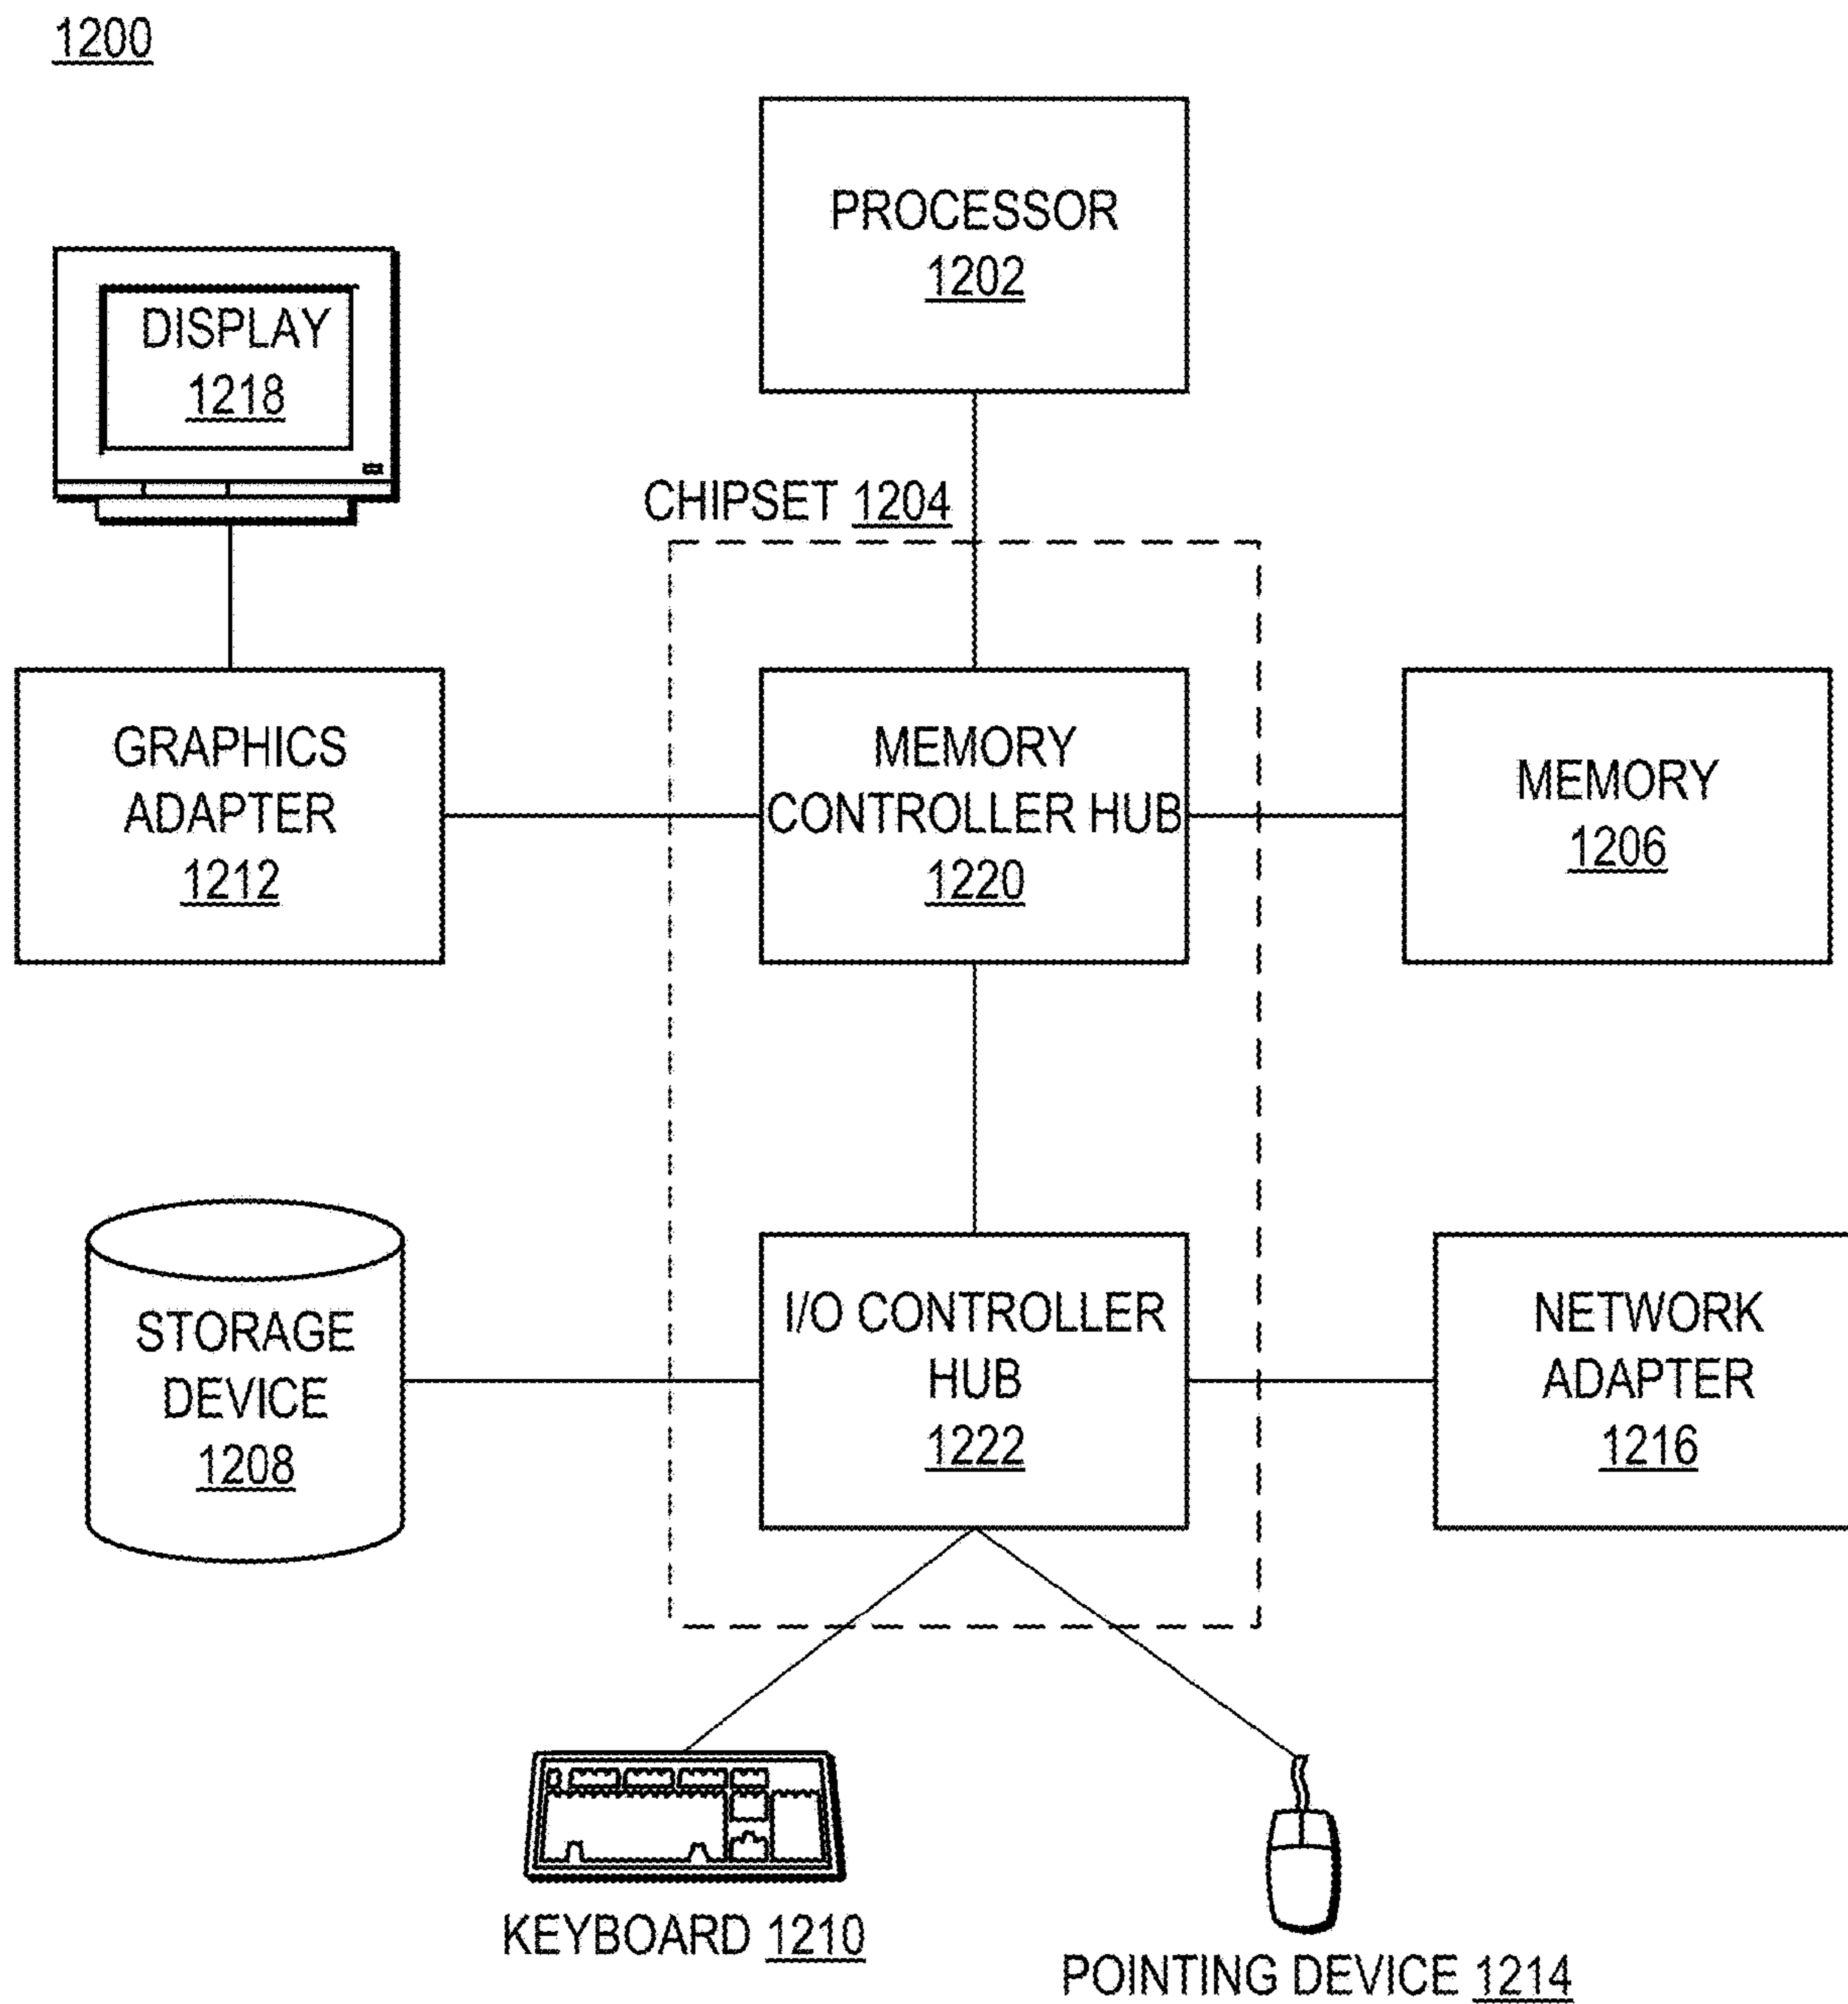 1200
PROCESSOR
1202
DISPLAY
1218
CHIPSET 1204
GRAPHICS
ADAPTER
1212
MEMORY
CONTROLLER HUB
1220
MEMORY
1206
STORAGE
DEVICE
1208
I/O CONTROLLER
HUB
1222
NETWORK
ADAPTER
1216
KEYBOARD 1210
POINTING DEVICE 1214